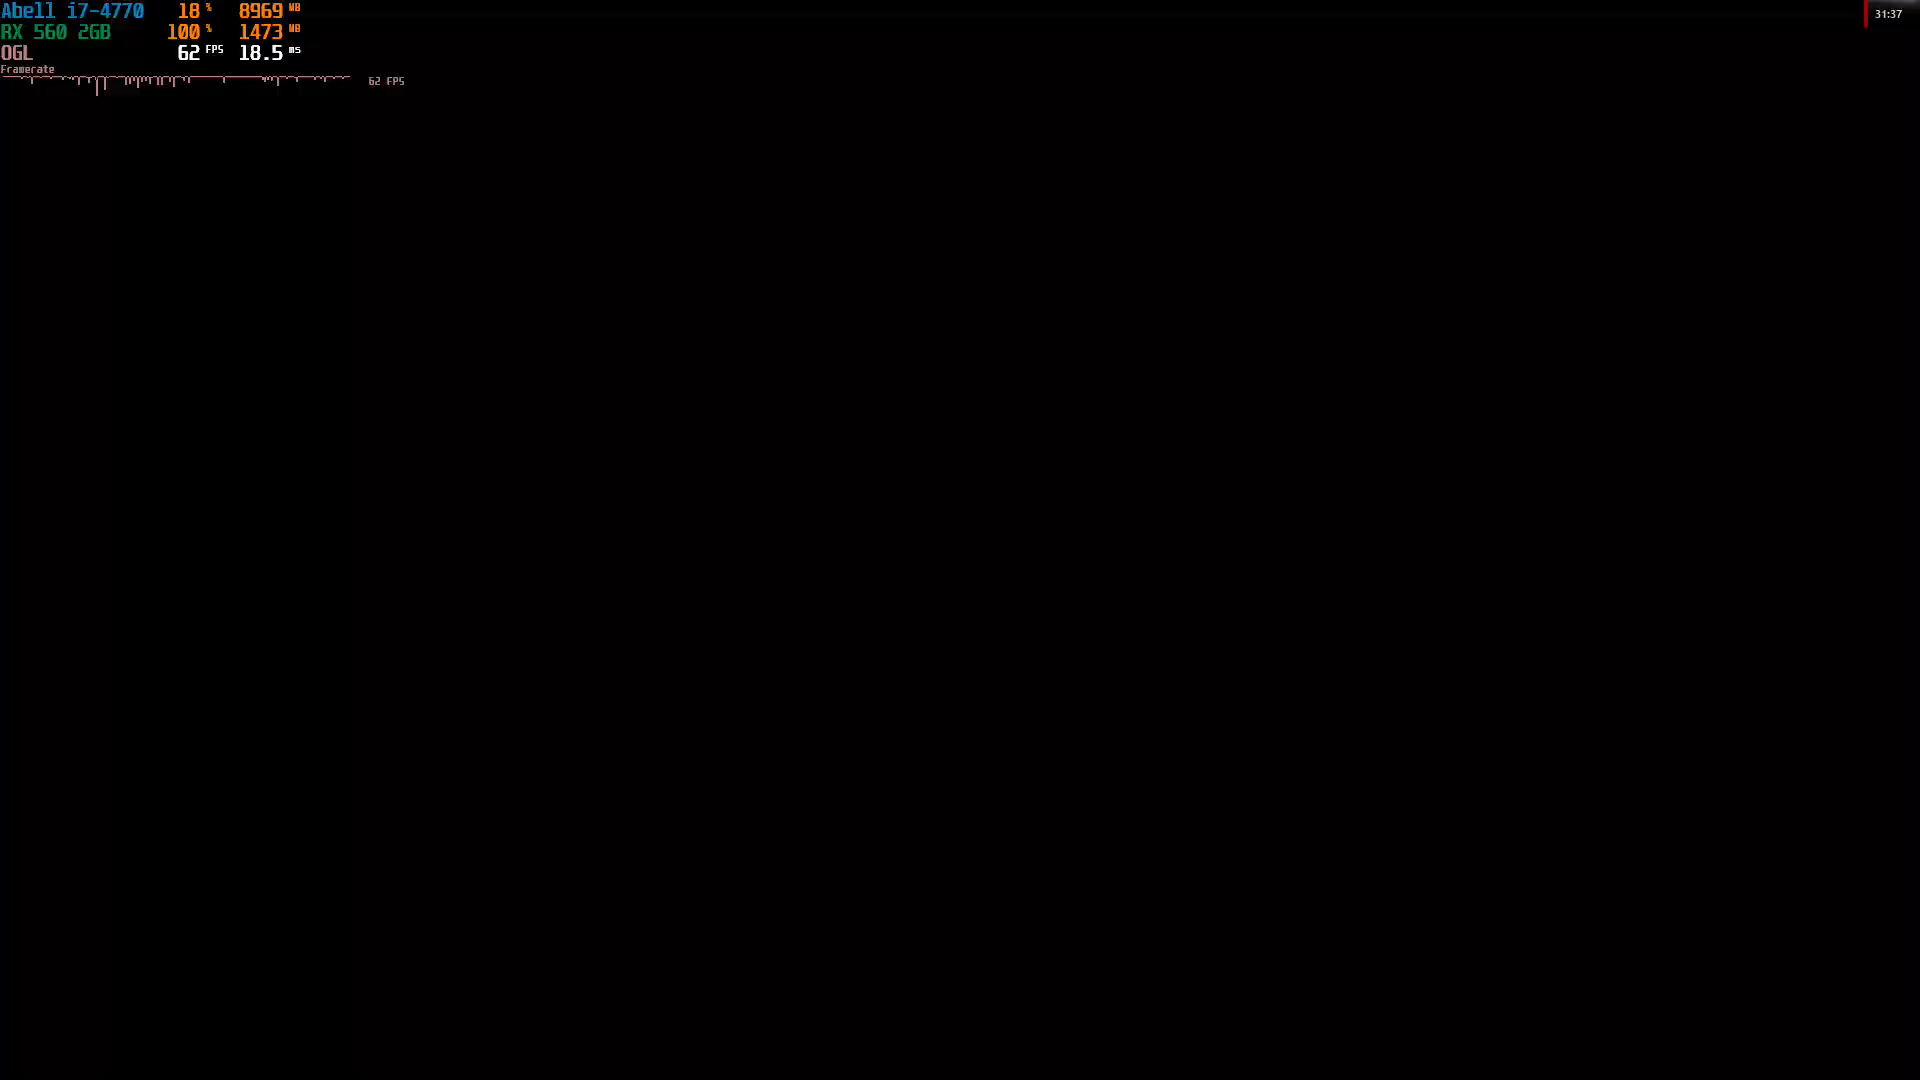 Abell i7-4770 18 % 8969 MB
RX 560 2GB 100 % 1473 MB
OGL 62 FPS 18.5 ms
Framerate
62 FPS
31:37